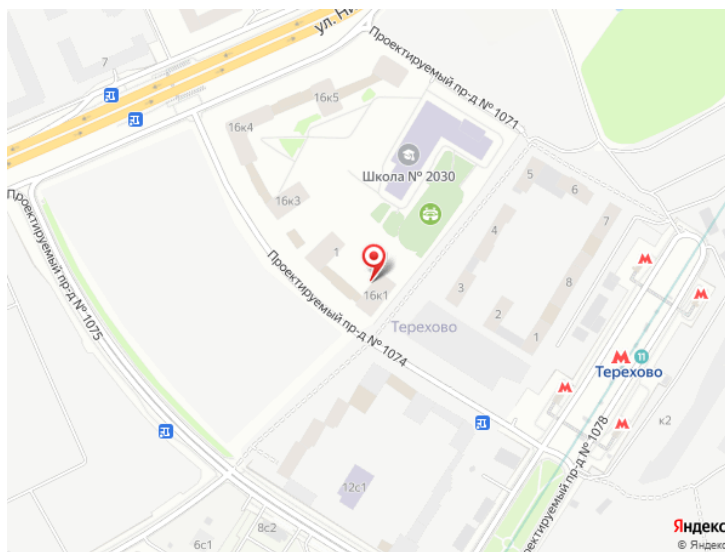 ул. Ни
7
Проектируемый пр-д № 1071
16к5
16к4
Школа № 2030
5
6
7
16к3
4
1
8
Проектируемый пр-д № 1075
Проектируемый пр-д № 1074
16к1
3
2
1
Терехово
11
Терехово
к2
Проектируемый пр-д № 1078
12с1
8с2
6с1
Яндекс
© Яндекс